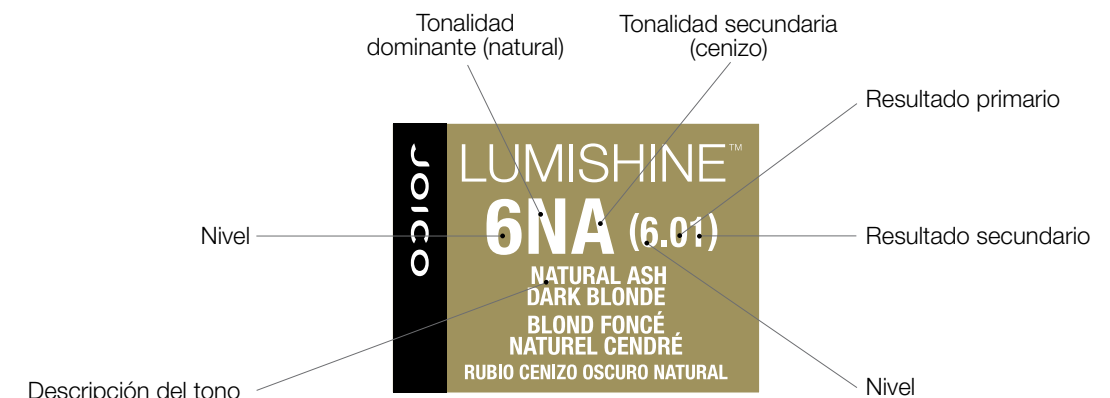 Tonalidad
dominante (natural)
Tonalidad secundaria
(cenizo)
Resultado primario
JOICO
LUMISHINE™
6NA (6.01)
Nivel
Resultado secundario
NATURAL ASH
DARK BLONDE
BLOND FONCÉ
NATUREL CENDRÉ
RUBIO CENIZO OSCURO NATURAL
Descripción del tono
Nivel